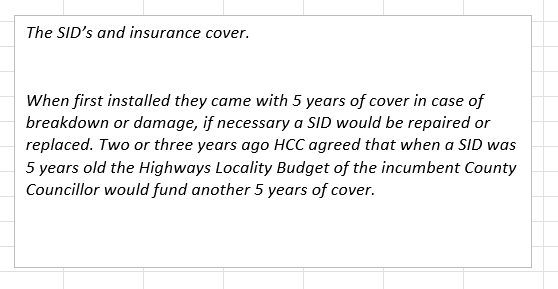 The SID’s and insurance cover.
When first installed they came with 5 years of cover in case of
breakdown or damage, if necessary a SID would be repaired or
replaced. Two or three years ago HCC agreed that when a SID was
5 years old the Highways Locality Budget of the incumbent County
Councillor would fund another 5 years of cover.